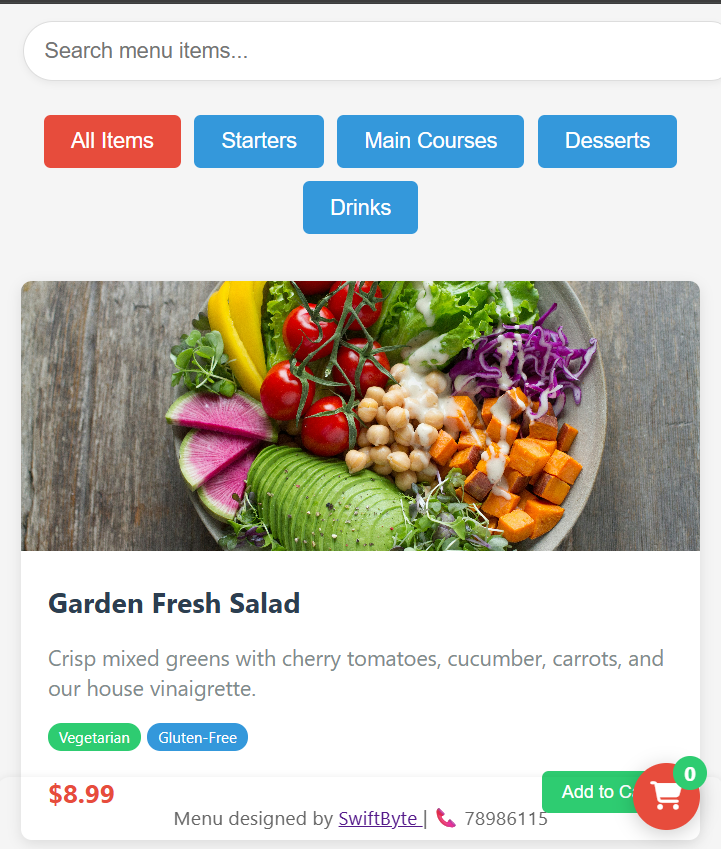 Search menu items...
All Items
Starters
Main Courses
Desserts
Drinks
Garden Fresh Salad
Crisp mixed greens with cherry tomatoes, cucumber, carrots, and
our house vinaigrette.
Vegetarian
Gluten-Free
$8.99
Add to
0
Menu designed by SwiftByte | 📞 78986115